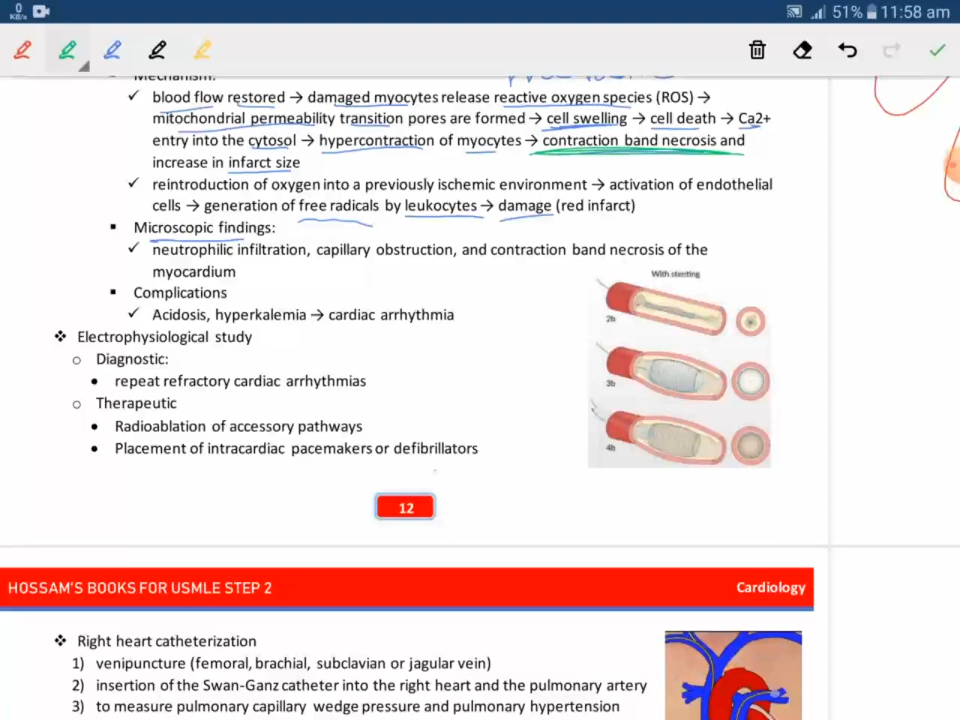 0
KB/s
51% 11:58 am
Mechanism:
✓ blood flow restored → damaged myocytes release reactive oxygen species (ROS) →
mitochondrial permeability transition pores are formed → cell swelling → cell death → Ca2+
entry into the cytosol → hypercontraction of myocytes → contraction band necrosis and
increase in infarct size
✓ reintroduction of oxygen into a previously ischemic environment → activation of endothelial
cells → generation of free radicals by leukocytes → damage (red infarct)
▪ Microscopic findings:
✓ neutrophilic infiltration, capillary obstruction, and contraction band necrosis of the
myocardium
▪ Complications
✓ Acidosis, hyperkalemia → cardiac arrhythmia
With stenting
2b
3b
4b
❖ Electrophysiological study
o Diagnostic:
• repeat refractory cardiac arrhythmias
o Therapeutic
• Radioablation of accessory pathways
• Placement of intracardiac pacemakers or defibrillators
12
HOSSAM'S BOOKS FOR USMLE STEP 2 Cardiology
❖ Right heart catheterization
1) venipuncture (femoral, brachial, subclavian or jagular vein)
2) insertion of the Swan-Ganz catheter into the right heart and the pulmonary artery
3) to measure pulmonary capillary wedge pressure and pulmonary hypertension